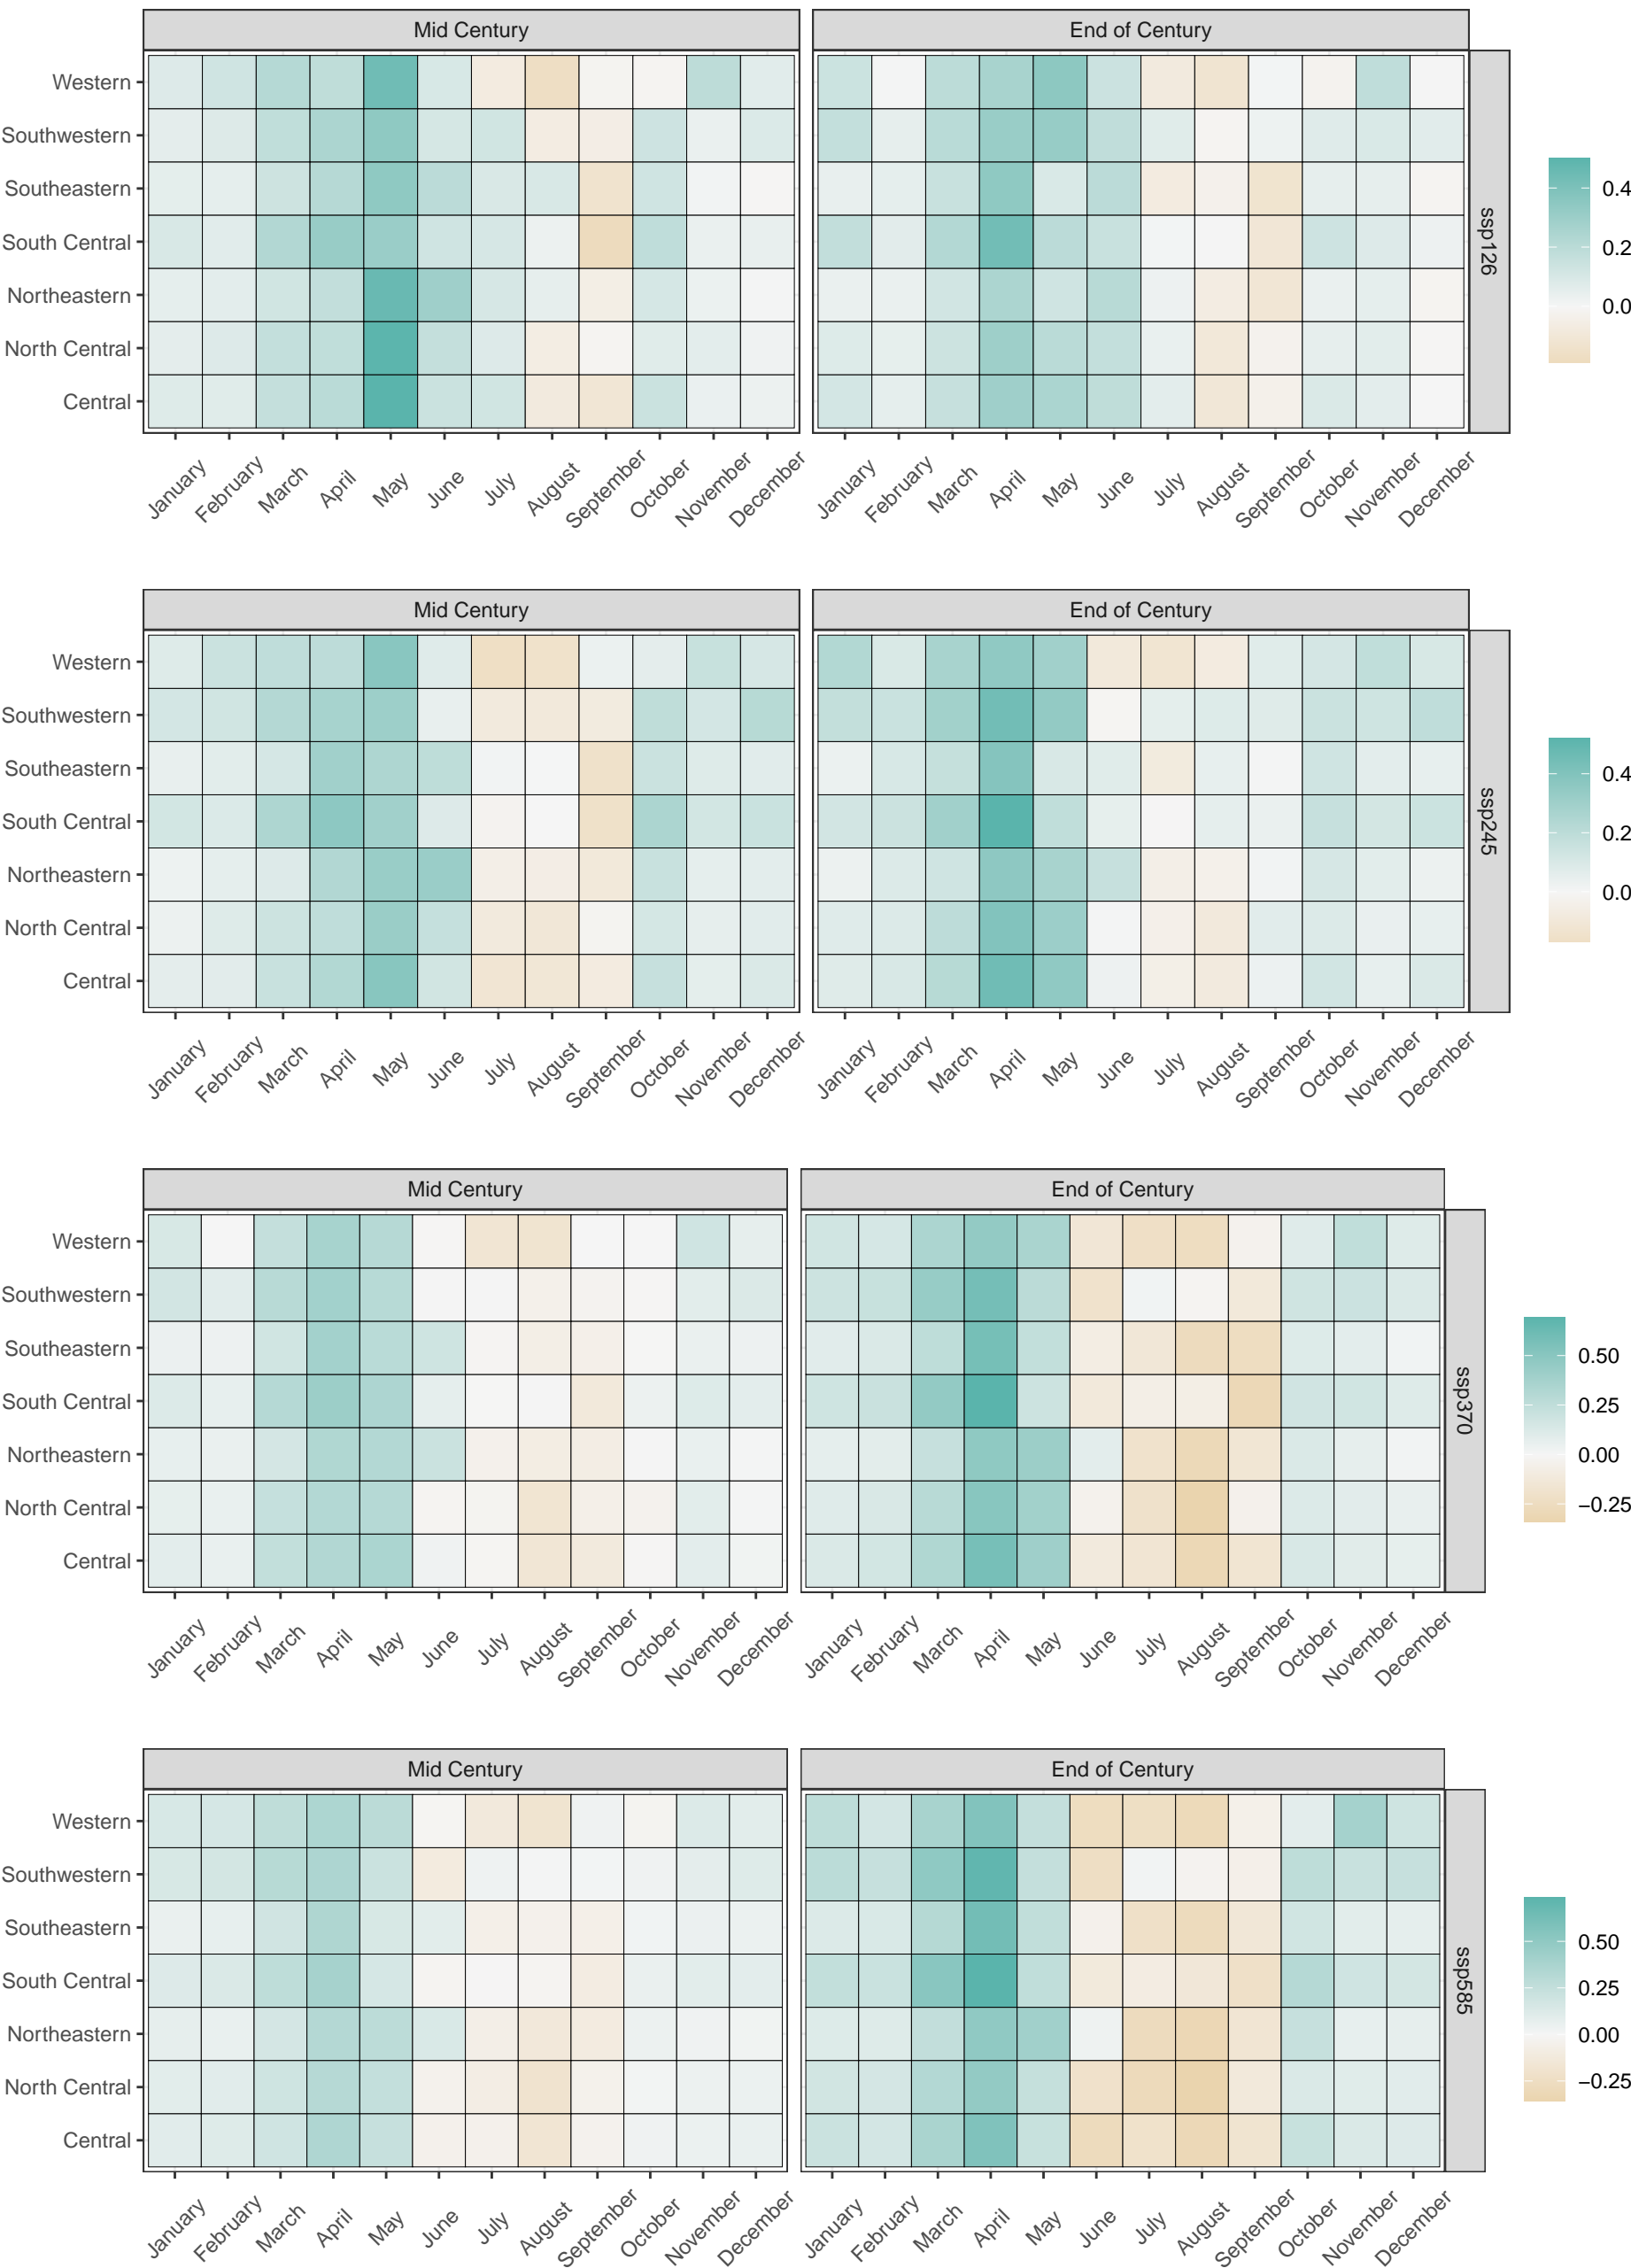 Mid Century End of Century
Western
Southwestern
Southeastern
South Central
Northeastern
North Central
Central
ssp126
0.4
0.2
0.0
January February March April May June July August September October November December January February March April May June July August September October November December
Mid Century End of Century
Western
Southwestern
Southeastern
South Central
Northeastern
North Central
Central
ssp245
0.4
0.2
0.0
January February March April May June July August September October November December January February March April May June July August September October November December
Mid Century End of Century
Western
Southwestern
Southeastern
South Central
Northeastern
North Central
Central
ssp370
0.50
0.25
0.00
−0.25
January February March April May June July August September October November December January February March April May June July August September October November December
Mid Century End of Century
Western
Southwestern
Southeastern
South Central
Northeastern
North Central
Central
ssp585
0.50
0.25
0.00
−0.25
January February March April May June July August September October November December January February March April May June July August September October November December